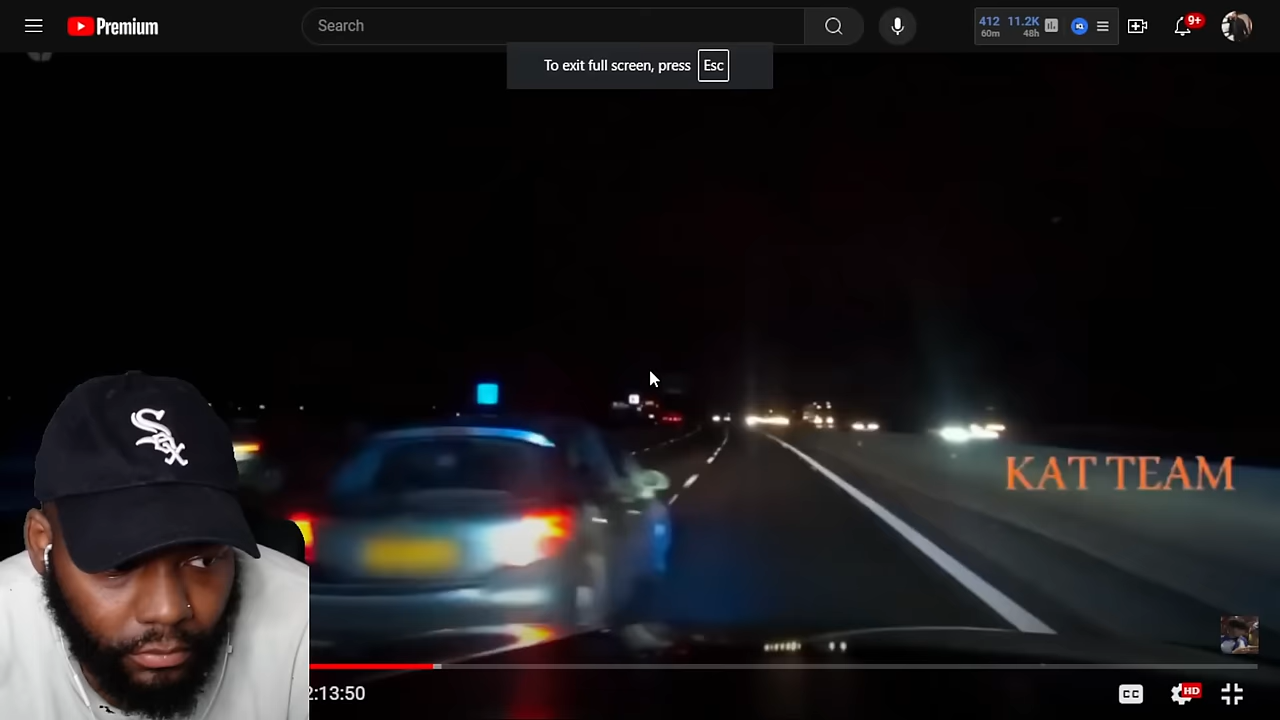 Premium
Search
412 11.2K
60m 48h
9+
To exit full screen, press Esc
Sox
KAT TEAM
2:13:50
CC
HD